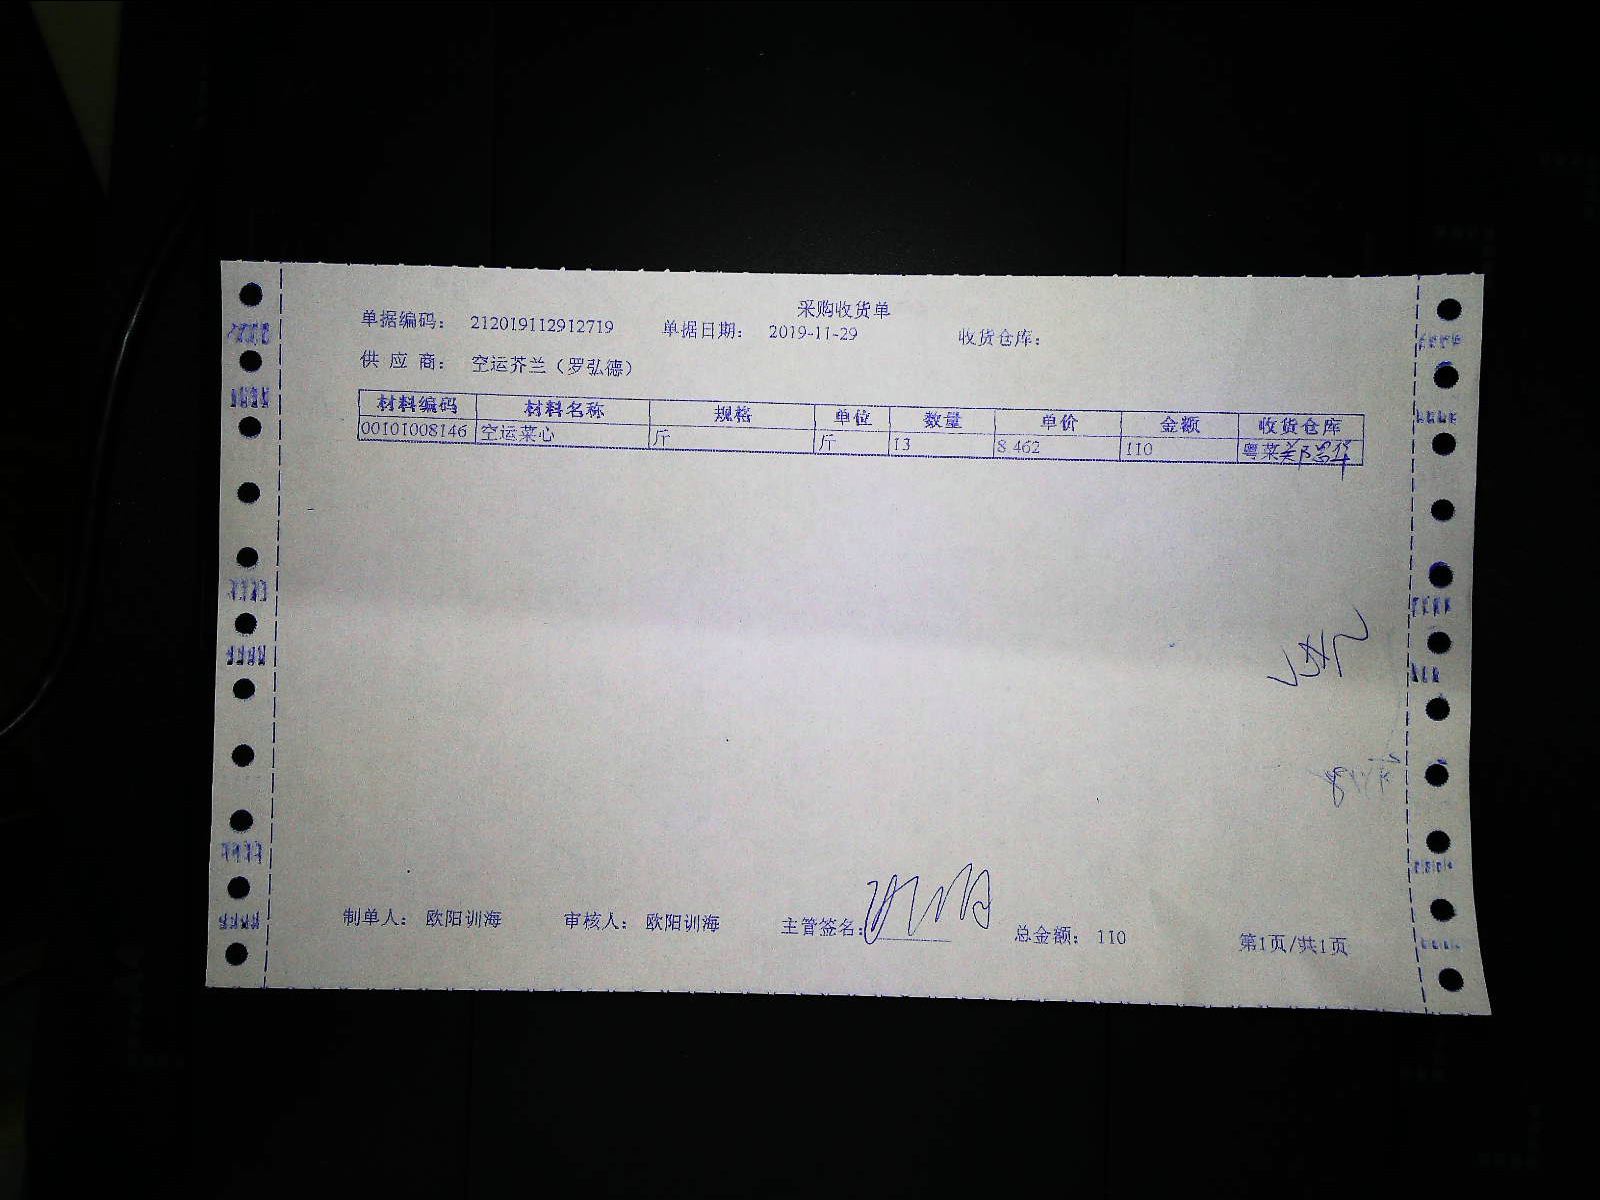 采购收货单
单据编码： 212019112912719 单据日期： 2019-11-29 收货仓库：
供 应 商： 空运芥兰（罗弘德）
材料编码 材料名称 规格 单位 数量 单价 金额 收货仓库
00101008146 空运菜心 斤 斤 13 8.462 110 粤菜
制单人： 欧阳训海 审核人： 欧阳训海 主管签名： 总金额： 110 第1页/共1页